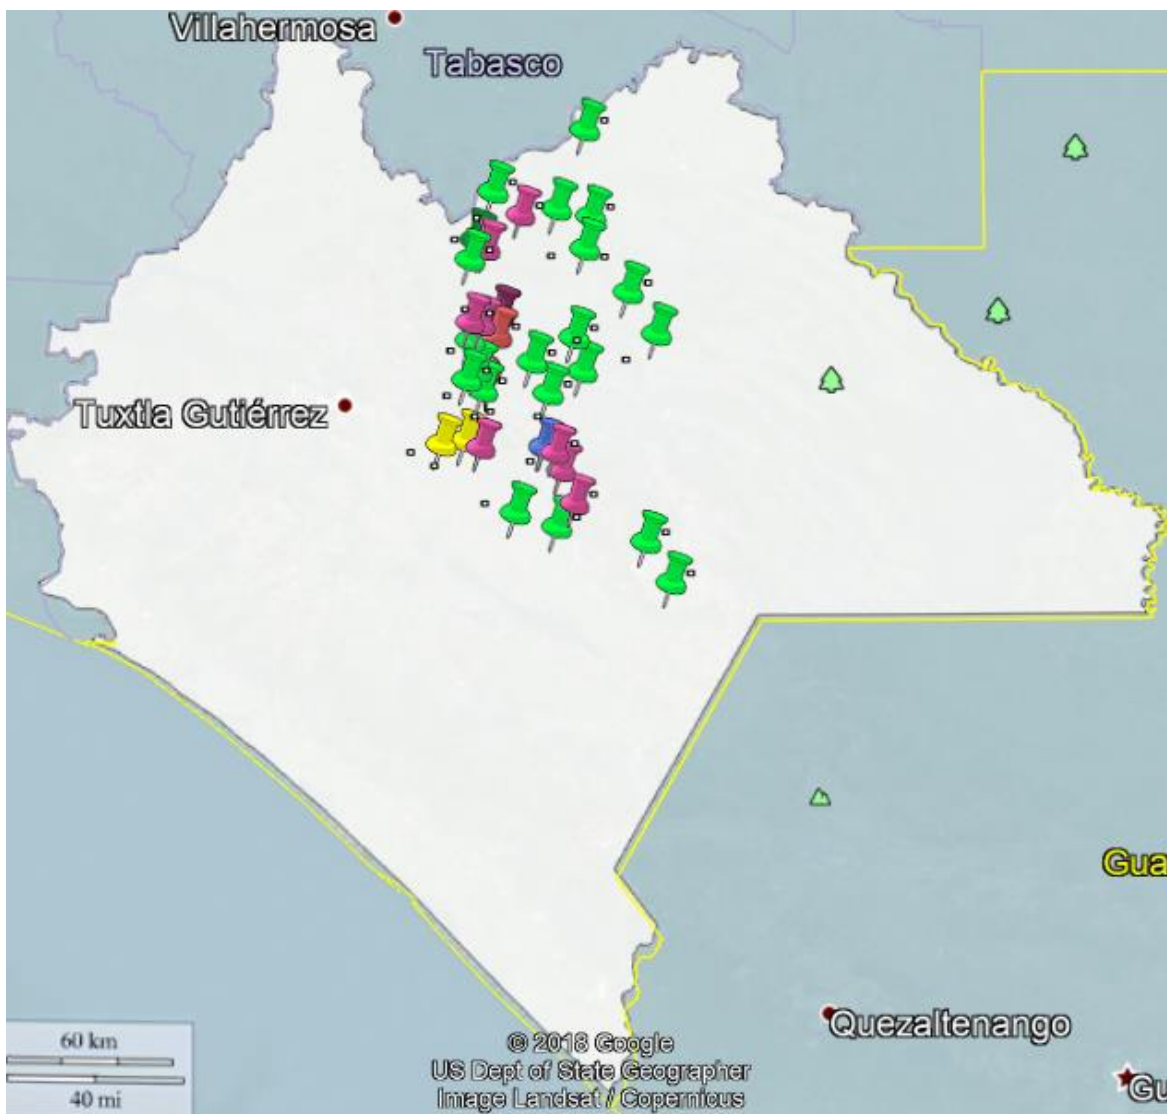 Villahermosa
Tabasco
Tuxtla Gutiérrez
Gua
Quezaltenango
Gu
60 km
40 mi
© 2018 Google
US Dept of State Geographer
Image Landsat / Copernicus